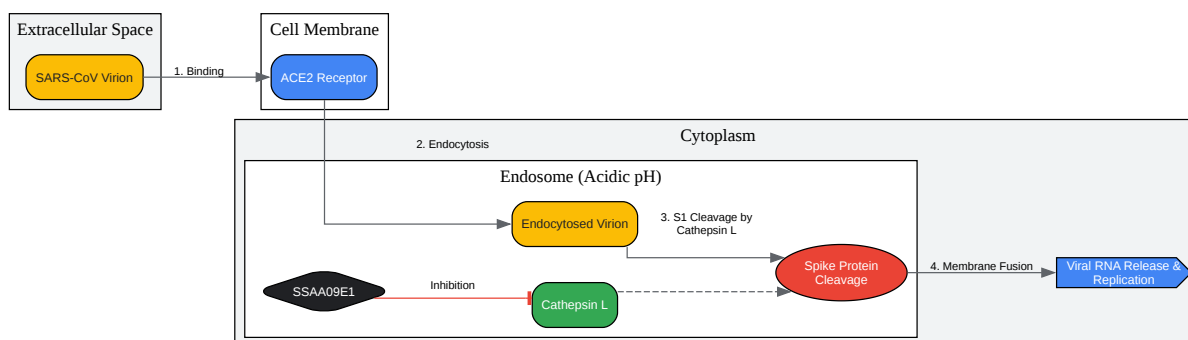 Extracellular Space
Cell Membrane
SARS-CoV Virion
1. Binding
ACE2 Receptor
Cytoplasm
2. Endocytosis
Endosome (Acidic pH)
Endocytosed Virion
3. S1 Cleavage by
Cathepsin L
Spike Protein
Cleavage
4. Membrane Fusion
Viral RNA Release &
Replication
SSAA09E1
Inhibition
Cathepsin L